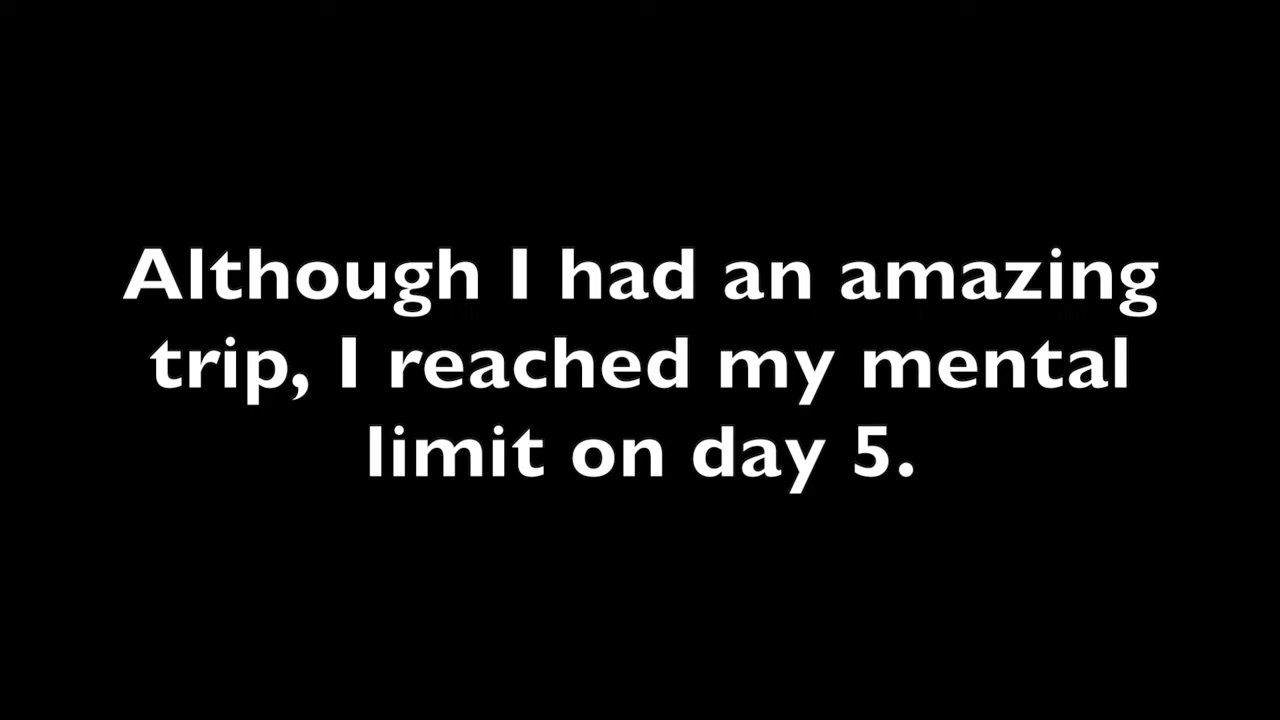 Although I had an amazing
trip, I reached my mental
limit on day 5.